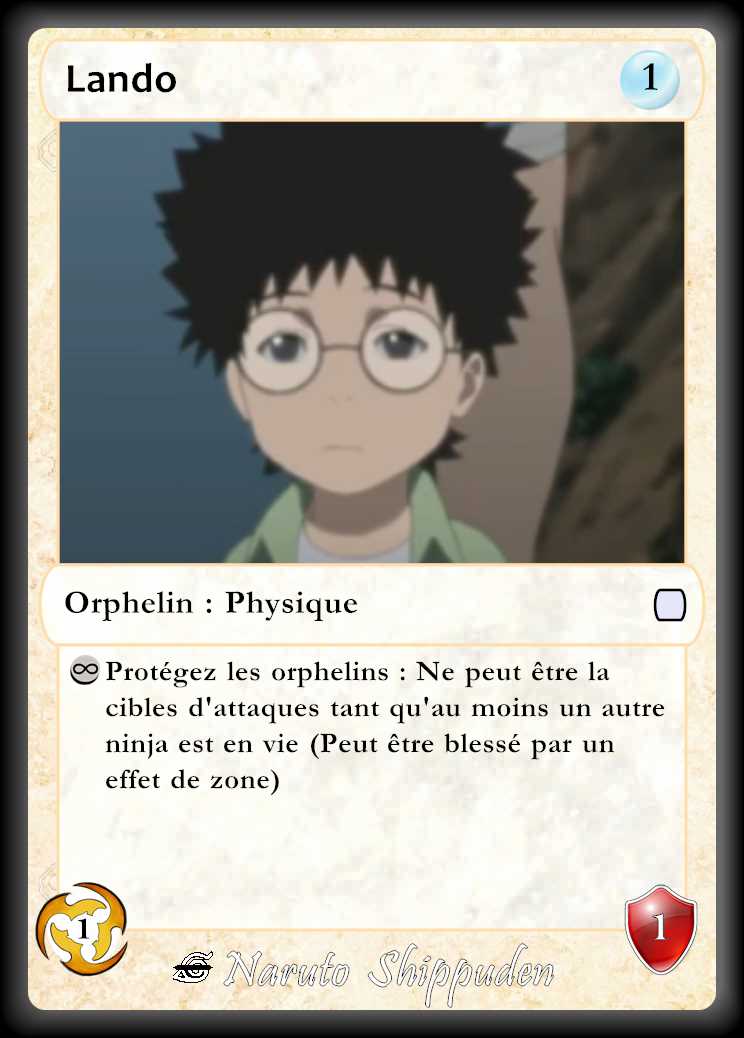 Lando
1
Orphelin : Physique
Protégez les orphelins : Ne peut être la
cibles d'attaques tant qu'au moins un autre
ninja est en vie (Peut être blessé par un
effet de zone)
1
1
Naruto Shippuden